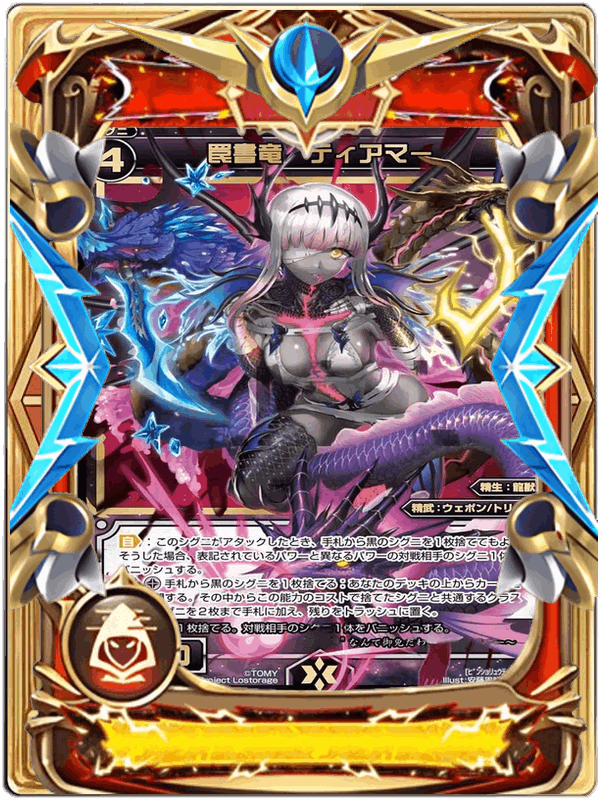 グニ
4
罠書竜 ティアマー
精生：龍獣
精武：ウェポン/トリ
自：このシグニがアタックしたとき、手札から黒のシグニを1枚捨ててもよ
そうした場合、表記されているパワーと異なるパワーの対戦相手のシグニ1体
バニッシュする。
手札から黒のシグニを1枚捨てる：あなたのデッキの上からカー
する。その中からこの能力のコストで捨てたシグニと共通するクラス
ニを2枚まで手札に加え、残りをトラッシュに置く。
1枚捨てる。対戦相手のシグニ1体をバニッシュする。
なんて御免だわ
©TOMY
roject Lostorage
Illust:安藤